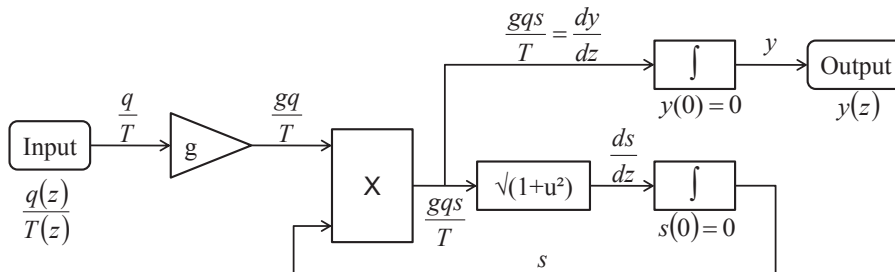 gqs/T = dy/dz
y
∫
Output
y(0) = 0
y(z)
q/T
gq/T
Input
g
X
ds/dz
√(1+u²)
∫
q(z)/T(z)
gqs/T
s(0) = 0
s